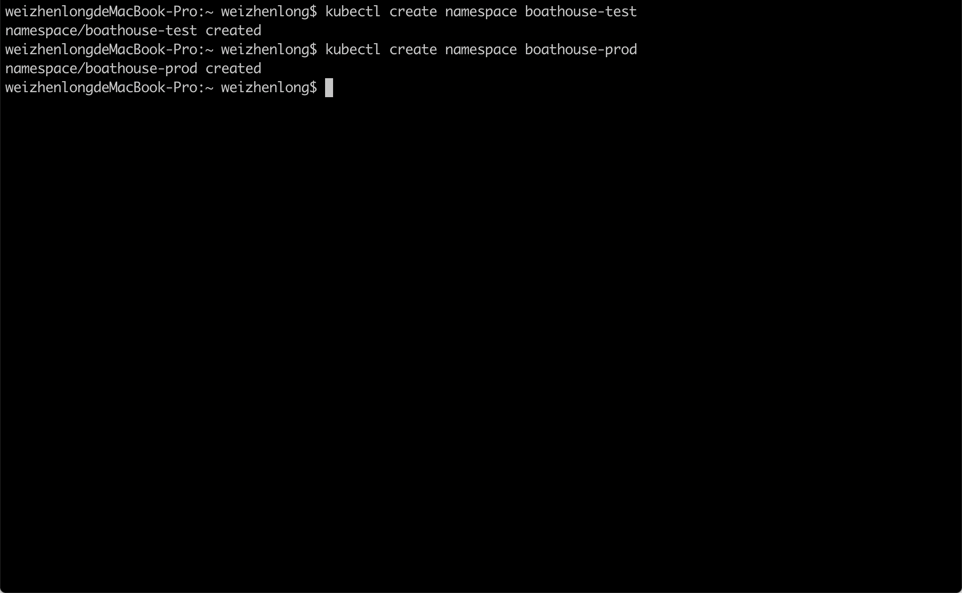 weizhenlongdeMacBook-Pro:~ weizhenlong$ kubectl create namespace boathouse-test
namespace/boathouse-test created
weizhenlongdeMacBook-Pro:~ weizhenlong$ kubectl create namespace boathouse-prod
namespace/boathouse-prod created
weizhenlongdeMacBook-Pro:~ weizhenlong$